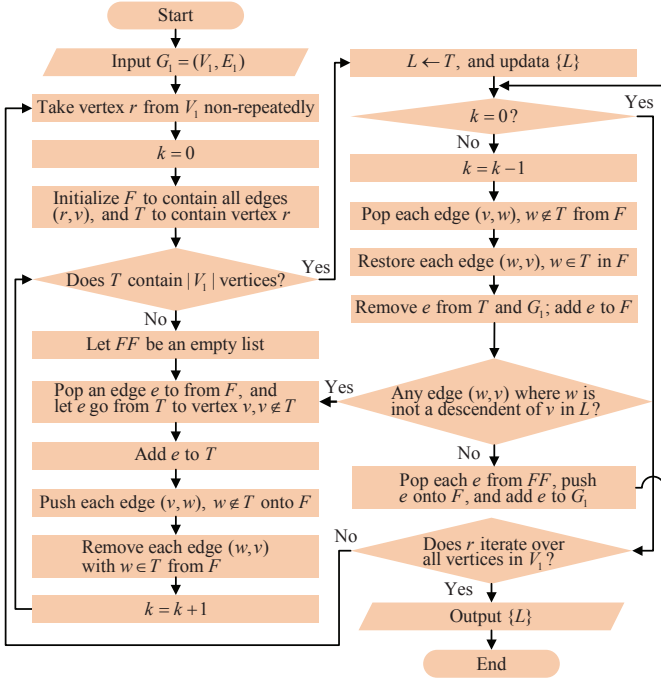 Start
Input G₁ = (V₁, E₁)
Take vertex r from V₁ non-repeatedly
k = 0
Initialize F to contain all edges
(r, v), and T to contain vertex r
Does T contain | V₁ | vertices?
Yes
No
Let FF be an empty list
Pop an edge e to from F, and
let e go from T to vertex v, v ∉ T
Add e to T
Push each edge (v, w), w ∉ T onto F
Remove each edge (w, v)
with w ∈ T from F
k = k + 1
L ← T, and updata {L}
k = 0?
Yes
No
k = k − 1
Pop each edge (v, w), w ∉ T from F
Restore each edge (w, v), w ∈ T in F
Remove e from T and G₁; add e to F
Any edge (w, v) where w is
inot a descendent of v in L?
Yes
No
Pop each e from FF, push
e onto F, and add e to G₁
Does r iterate over
all vertices in V₁?
No
Yes
Output {L}
End